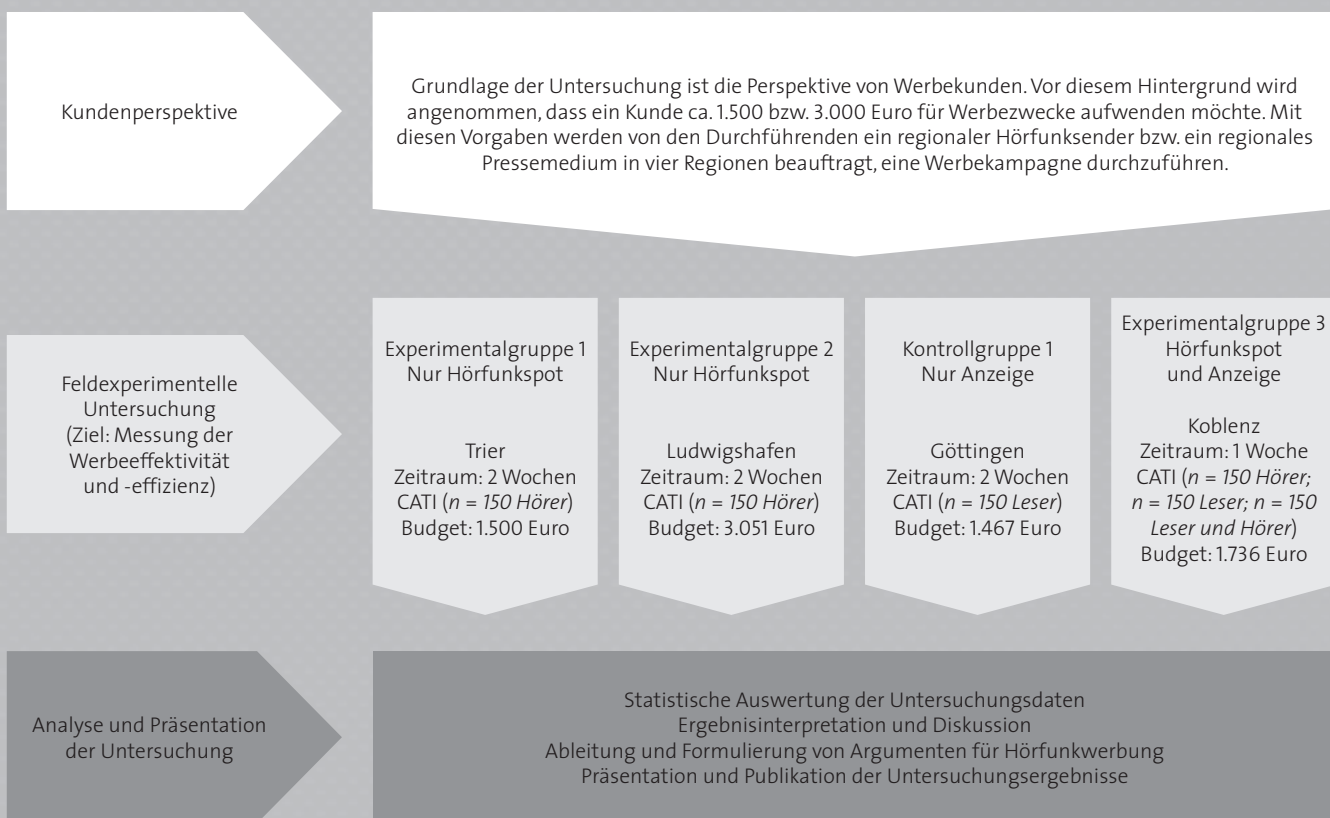 Kundenperspektive
Grundlage der Untersuchung ist die Perspektive von Werbekunden. Vor diesem Hintergrund wird
angenommen, dass ein Kunde ca. 1.500 bzw. 3.000 Euro für Werbezwecke aufwenden möchte. Mit
diesen Vorgaben werden von den Durchführenden ein regionaler Hörfunksender bzw. ein regionales
Pressemedium in vier Regionen beauftragt, eine Werbekampagne durchzuführen.
Feldexperimentelle
Untersuchung
(Ziel: Messung der
Werbeeffektivität
und -effizienz)
Experimentalgruppe 1
Nur Hörfunkspot
Trier
Zeitraum: 2 Wochen
CATI (n = 150 Hörer)
Budget: 1.500 Euro
Experimentalgruppe 2
Nur Hörfunkspot
Ludwigshafen
Zeitraum: 2 Wochen
CATI (n = 150 Hörer)
Budget: 3.051 Euro
Kontrollgruppe 1
Nur Anzeige
Göttingen
Zeitraum: 2 Wochen
CATI (n = 150 Leser)
Budget: 1.467 Euro
Experimentalgruppe 3
Hörfunkspot
und Anzeige
Koblenz
Zeitraum: 1 Woche
CATI (n = 150 Hörer;
n = 150 Leser; n = 150
Leser und Hörer)
Budget: 1.736 Euro
Analyse und Präsentation
der Untersuchung
Statistische Auswertung der Untersuchungsdaten
Ergebnisinterpretation und Diskussion
Ableitung und Formulierung von Argumenten für Hörfunkwerbung
Präsentation und Publikation der Untersuchungsergebnisse